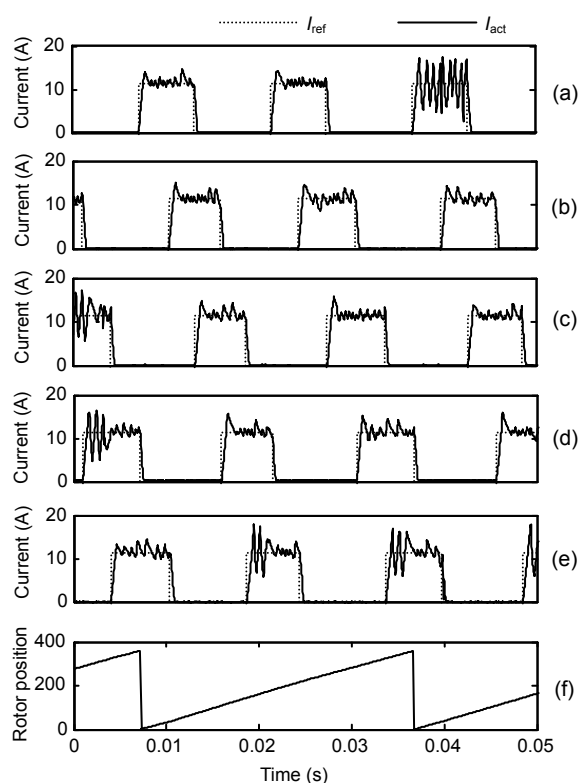 I_ref I_act
20
10
0
Current (A)
(a)
20
10
0
Current (A)
(b)
20
10
0
Current (A)
(c)
20
10
0
Current (A)
(d)
20
10
0
Current (A)
(e)
400
200
0
Rotor position
(f)
0 0.01 0.02 0.03 0.04 0.05
Time (s)